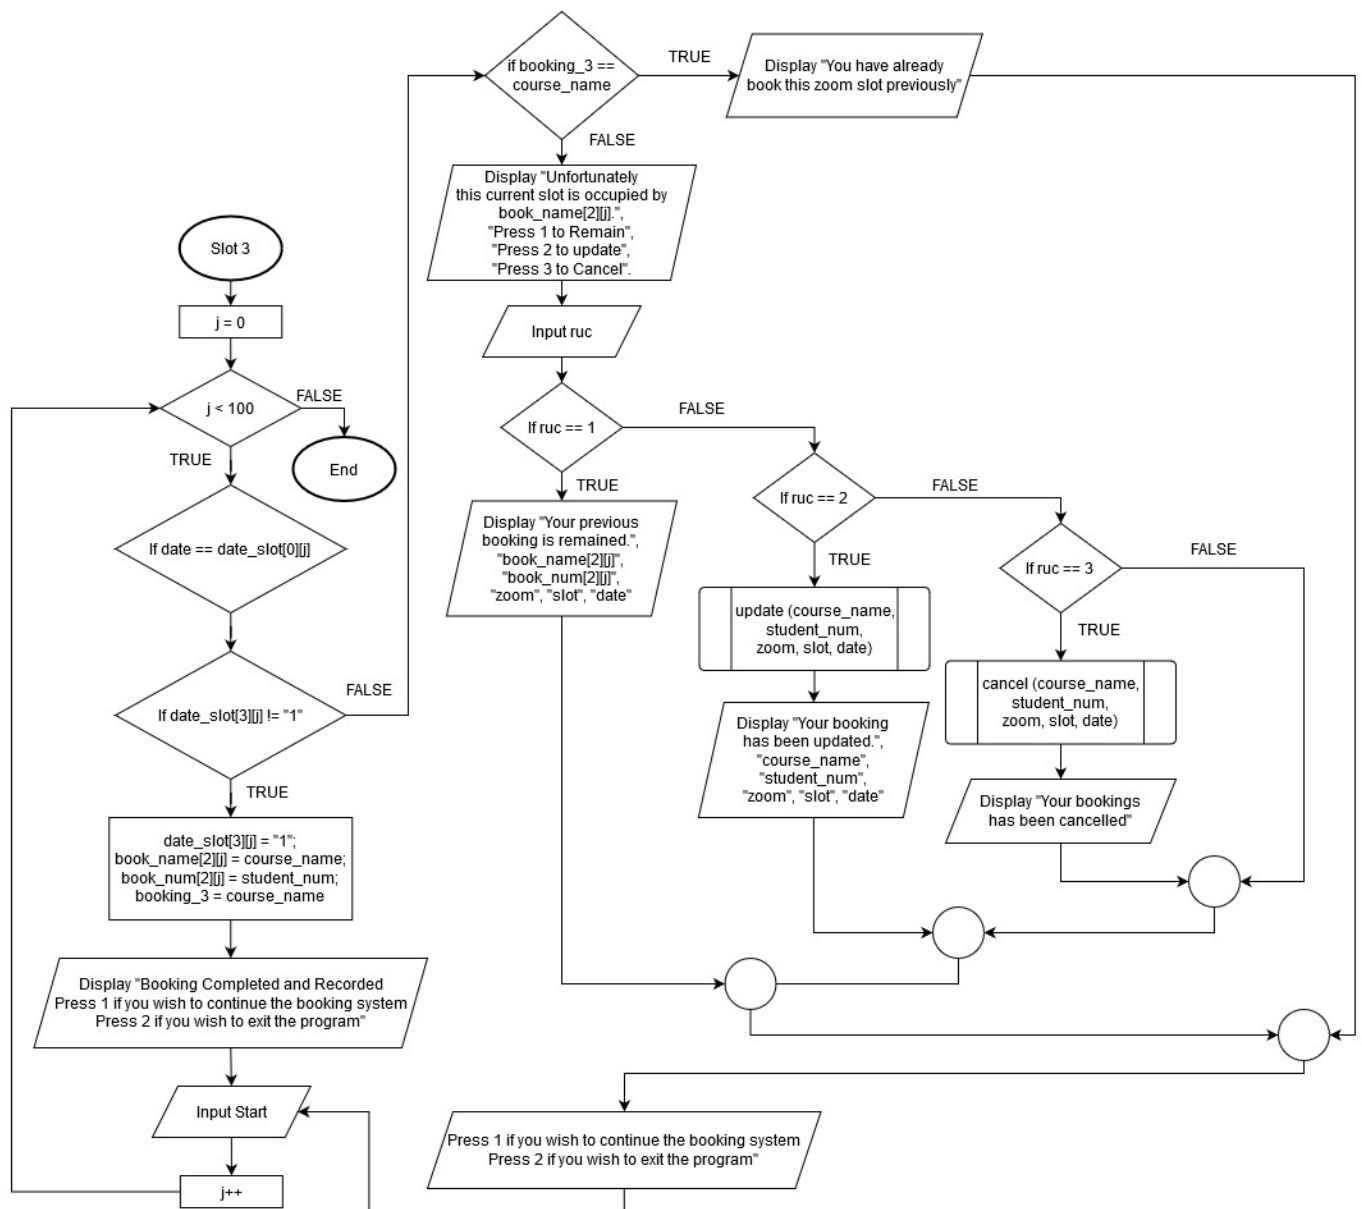 Slot 3
j = 0
j < 100
FALSE
End
TRUE
If date == date_slot[0][j]
If date_slot[3][j] != "1"
FALSE
TRUE
date_slot[3][j] = "1";
book_name[2][j] = course_name;
book_num[2][j] = student_num;
booking_3 = course_name
Display "Booking Completed and Recorded
Press 1 if you wish to continue the booking system
Press 2 if you wish to exit the program"
Input Start
j++
if booking_3 ==
course_name
TRUE
Display "You have already
book this zoom slot previously"
FALSE
Display "Unfortunately
this current slot is occupied by
book_name[2][j].",
"Press 1 to Remain",
"Press 2 to update",
"Press 3 to Cancel".
Input ruc
If ruc == 1
FALSE
TRUE
Display "Your previous
booking is remained.",
"book_name[2][j]",
"book_num[2][j]",
"zoom", "slot", "date"
If ruc == 2
FALSE
TRUE
update (course_name,
student_num,
zoom, slot, date)
Display "Your booking
has been updated.",
"course_name",
"student_num",
"zoom", "slot", "date"
If ruc == 3
FALSE
TRUE
cancel (course_name,
student_num,
zoom, slot, date)
Display "Your bookings
has been cancelled"
Press 1 if you wish to continue the booking system
Press 2 if you wish to exit the program"